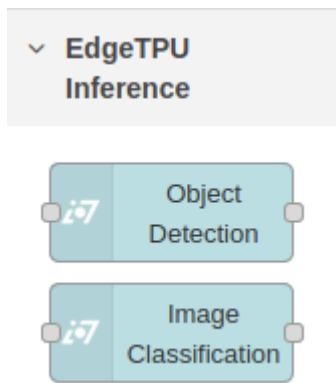 EdgeTPU
Inference
Object
Detection
Image
Classification